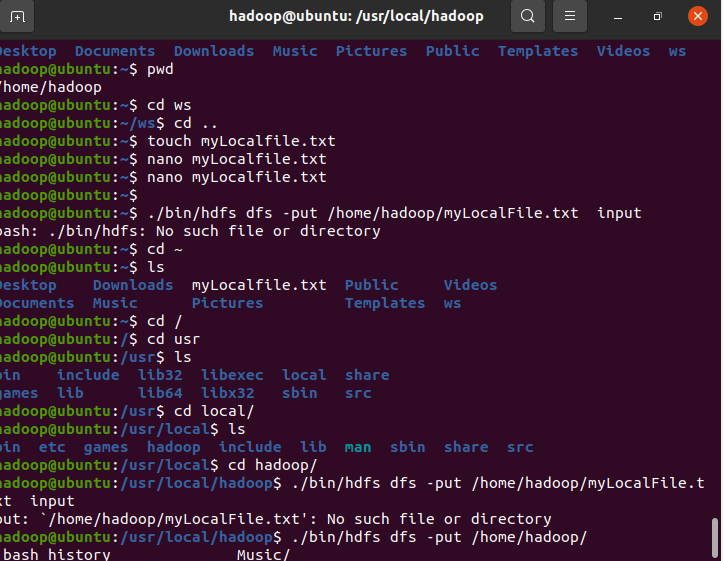 hadoop@ubuntu: /usr/local/hadoop
Desktop Documents Downloads Music Pictures Public Templates Videos ws
hadoop@ubuntu:~$ pwd
/home/hadoop
hadoop@ubuntu:~$ cd ws
hadoop@ubuntu:~/ws$ cd ..
hadoop@ubuntu:~$ touch myLocalfile.txt
hadoop@ubuntu:~$ nano myLocalfile.txt
hadoop@ubuntu:~$ nano myLocalfile.txt
hadoop@ubuntu:~$
hadoop@ubuntu:~$ ./bin/hdfs dfs -put /home/hadoop/myLocalFile.txt  input
bash: ./bin/hdfs: No such file or directory
hadoop@ubuntu:~$ cd ~
hadoop@ubuntu:~$ ls
Desktop    Downloads  myLocalfile.txt  Public     Videos
Documents  Music      Pictures         Templates  ws
hadoop@ubuntu:~$ cd /
hadoop@ubuntu:/$ cd usr
hadoop@ubuntu:/usr$ ls
bin    include  lib32  libexec  local  share
games  lib      lib64  libx32   sbin   src
hadoop@ubuntu:/usr$ cd local/
hadoop@ubuntu:/usr/local$ ls
bin  etc  games  hadoop  include  lib  man  sbin  share  src
hadoop@ubuntu:/usr/local$ cd hadoop/
hadoop@ubuntu:/usr/local/hadoop$ ./bin/hdfs dfs -put /home/hadoop/myLocalFile.t
xt  input
put: `/home/hadoop/myLocalFile.txt': No such file or directory
hadoop@ubuntu:/usr/local/hadoop$ ./bin/hdfs dfs -put /home/hadoop/
.bash_history              Music/